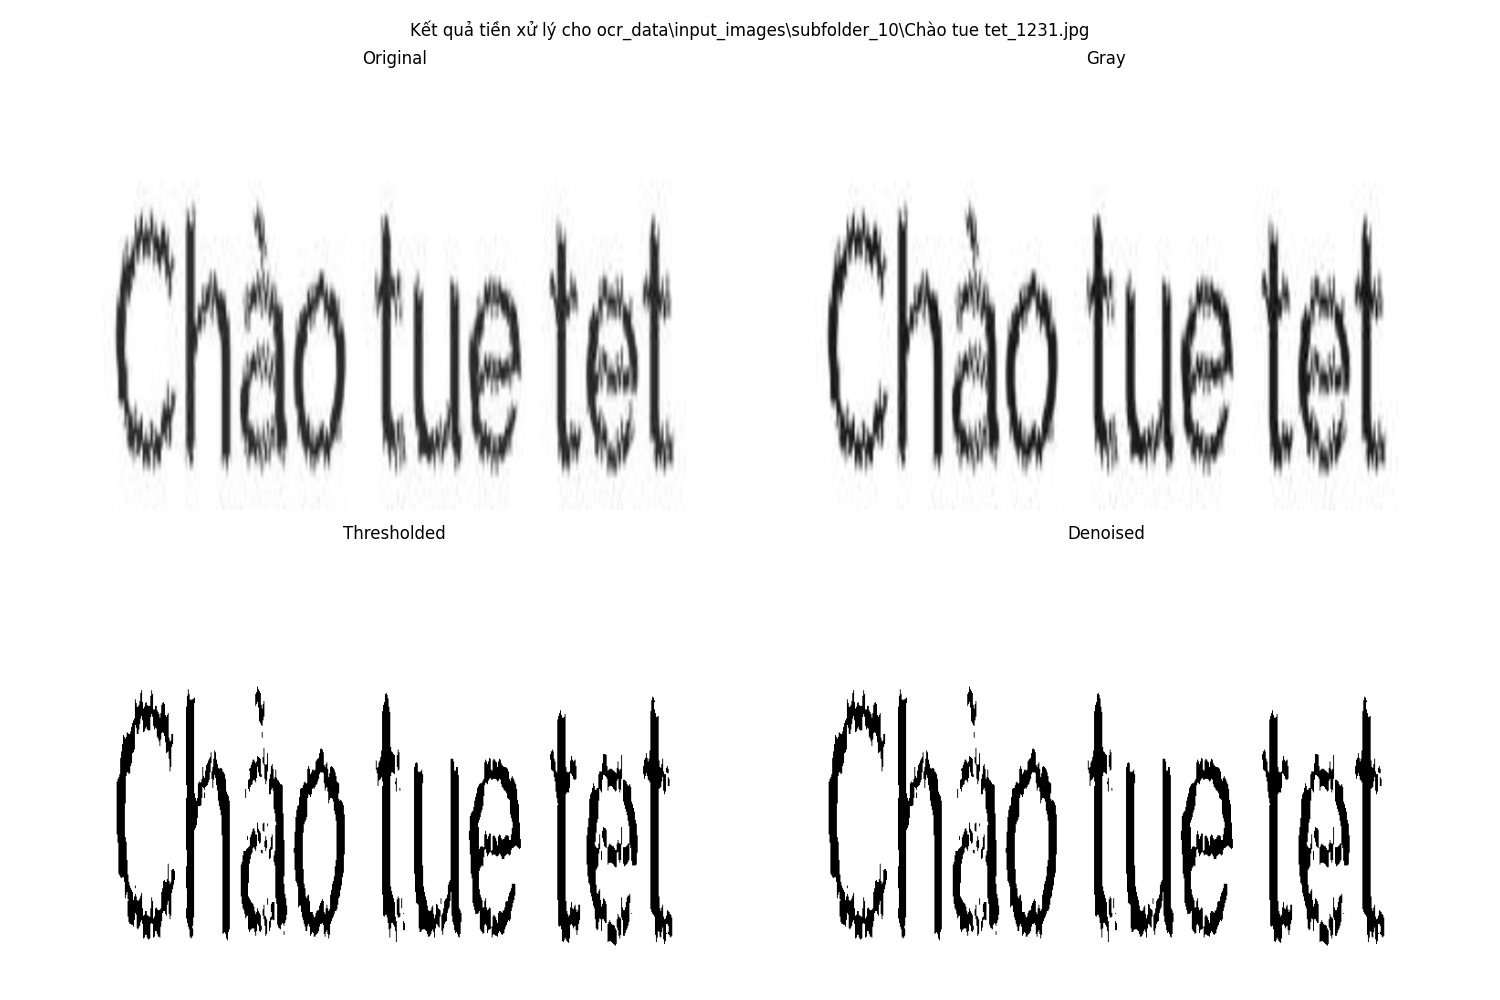 Kết quả tiền xử lý cho ocr_data\input_images\subfolder_10\Chào tue tet_1231.jpg
Original
Gray
Chào tue tet
Chào tue tet
Thresholded
Denoised
Chào tue tet
Chào tue tet